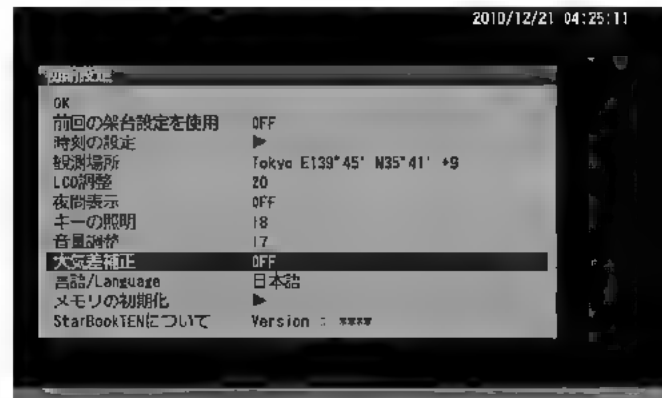 2010/12/21 04:25:11
初期設定
OK
前回の架台設定を使用 OFF
時刻の設定 ▶
観測場所 Tokyo E139°45' N35°41' +9
LCD調整 20
夜間表示 OFF
キーの照明 18
音量調整 17
大気差補正 OFF
言語/Language 日本語
メモリの初期化 ▶
StarBookTENについて Version : ****